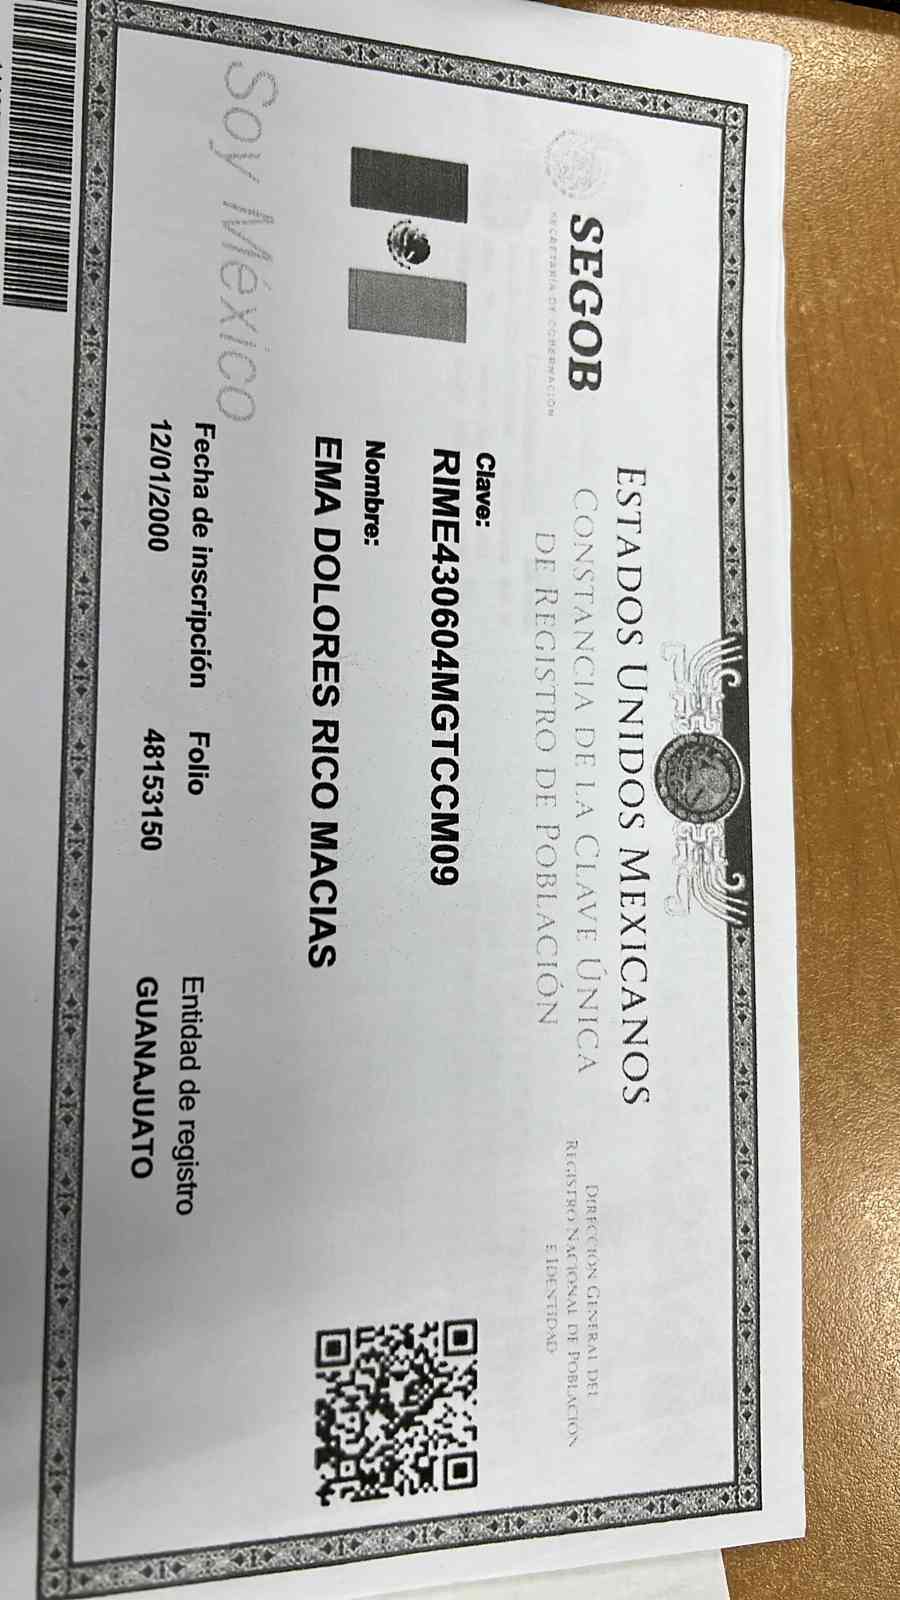 ESTADOS UNIDOS MEXICANOS
CONSTANCIA DE LA CLAVE ÚNICA
DE REGISTRO DE POBLACIÓN
SEGOB
SECRETARÍA DE GOBERNACIÓN
DIRECCIÓN GENERAL DEL
REGISTRO NACIONAL DE POBLACIÓN
E IDENTIDAD
Clave:
RIME430604MGTCCM09
Nombre:
EMA DOLORES RICO MACIAS
Soy México
Fecha de inscripción Folio Entidad de registro
12/01/2000 48153150 GUANAJUATO